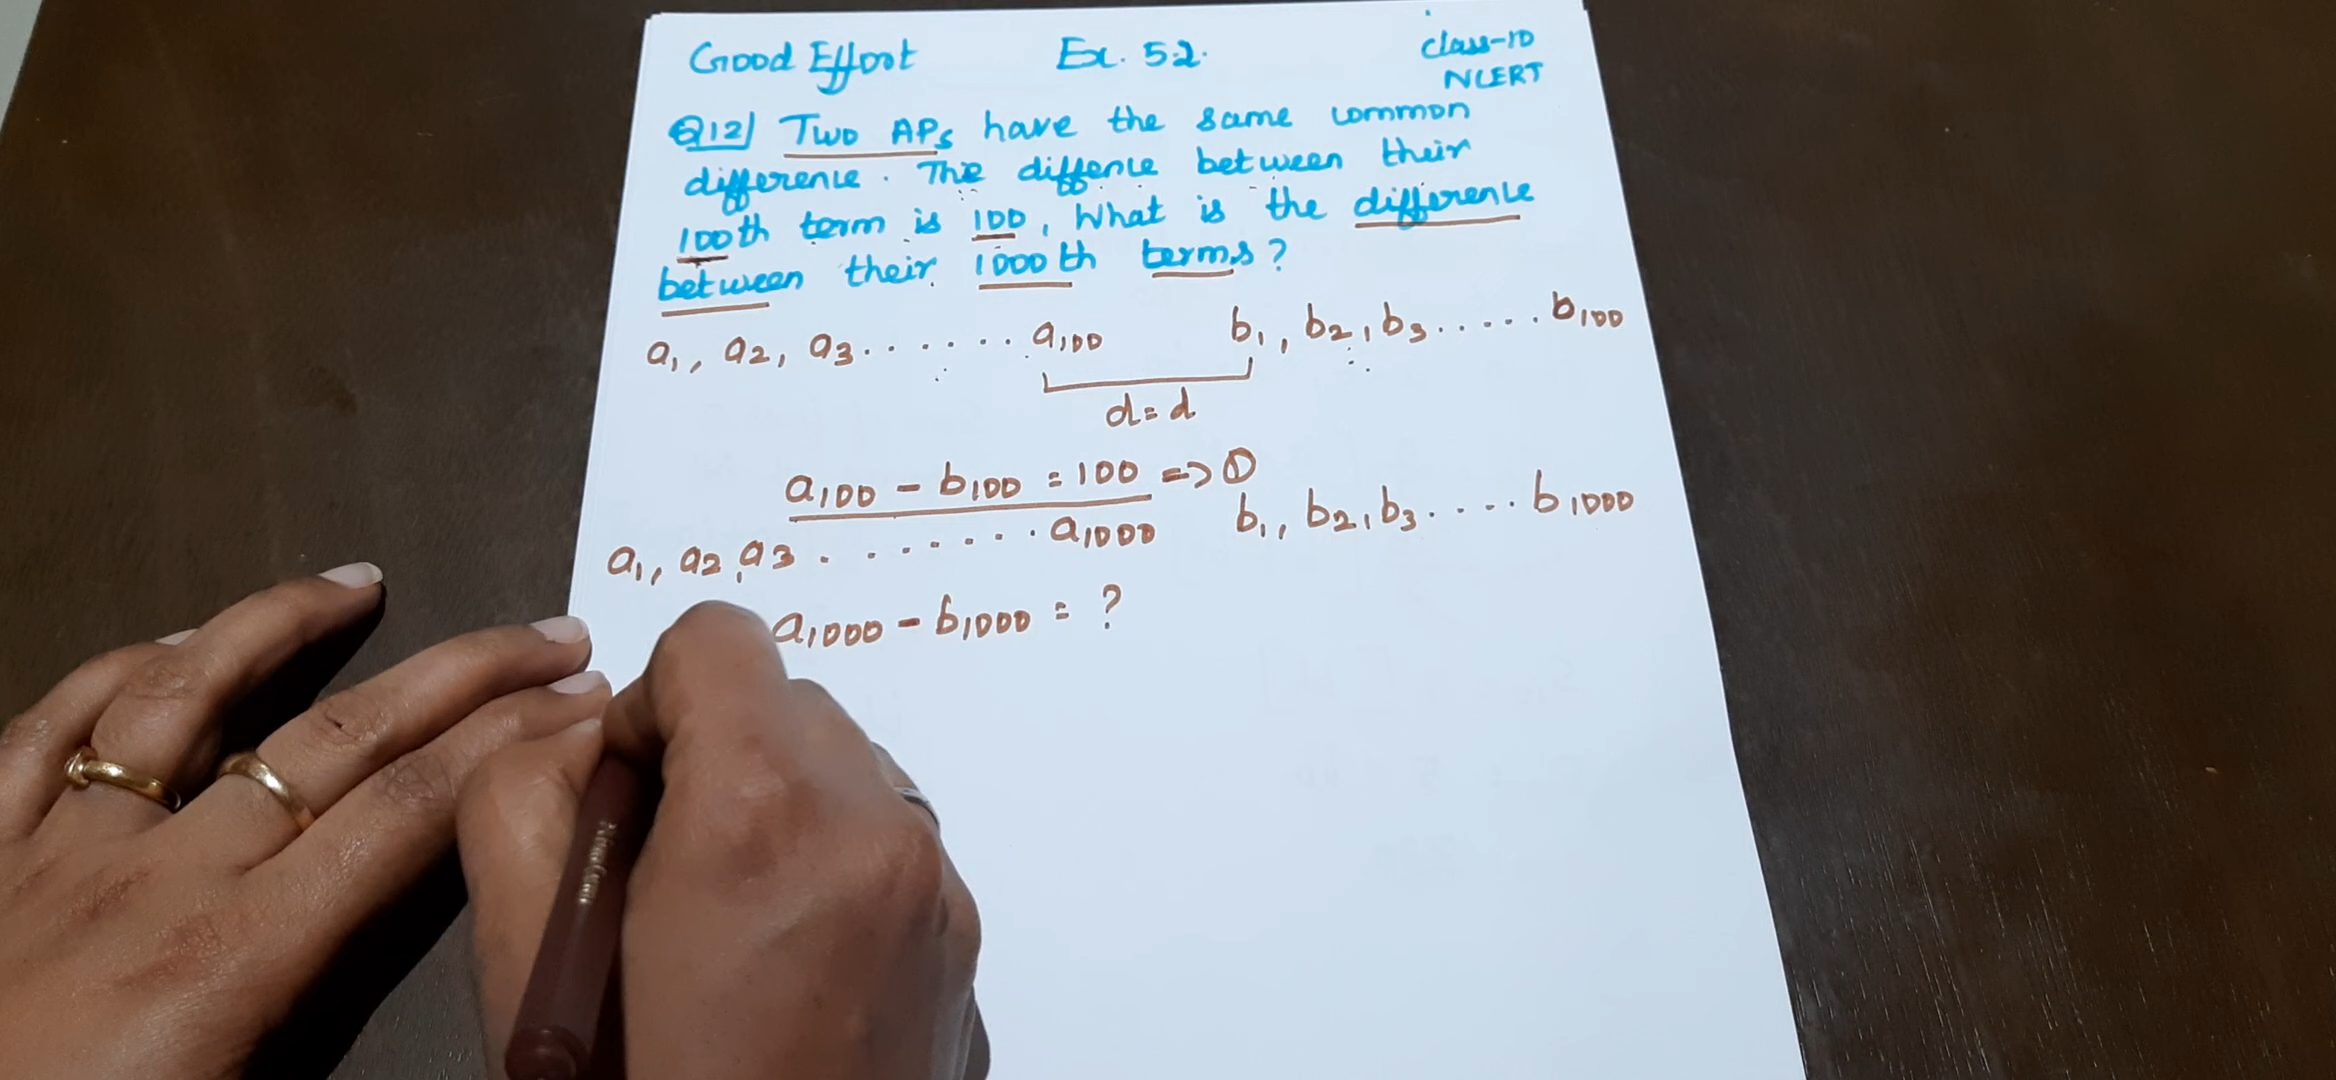 Good Effort Ex. 5.2. class-10
NCERT
Q12) Two APs have the same common
difference. The diffence between their
100th term is 100, What is the difference
between their 1000th terms?
a₁, a₂, a₃....... a₁₀₀ b₁, b₂, b₃..... b₁₀₀
d=d
a₁₀₀ - b₁₀₀ = 100 => ①
a₁, a₂, a₃ ........ a₁₀₀₀ b₁, b₂, b₃..... b₁₀₀₀
a₁₀₀₀ - b₁₀₀₀ = ?